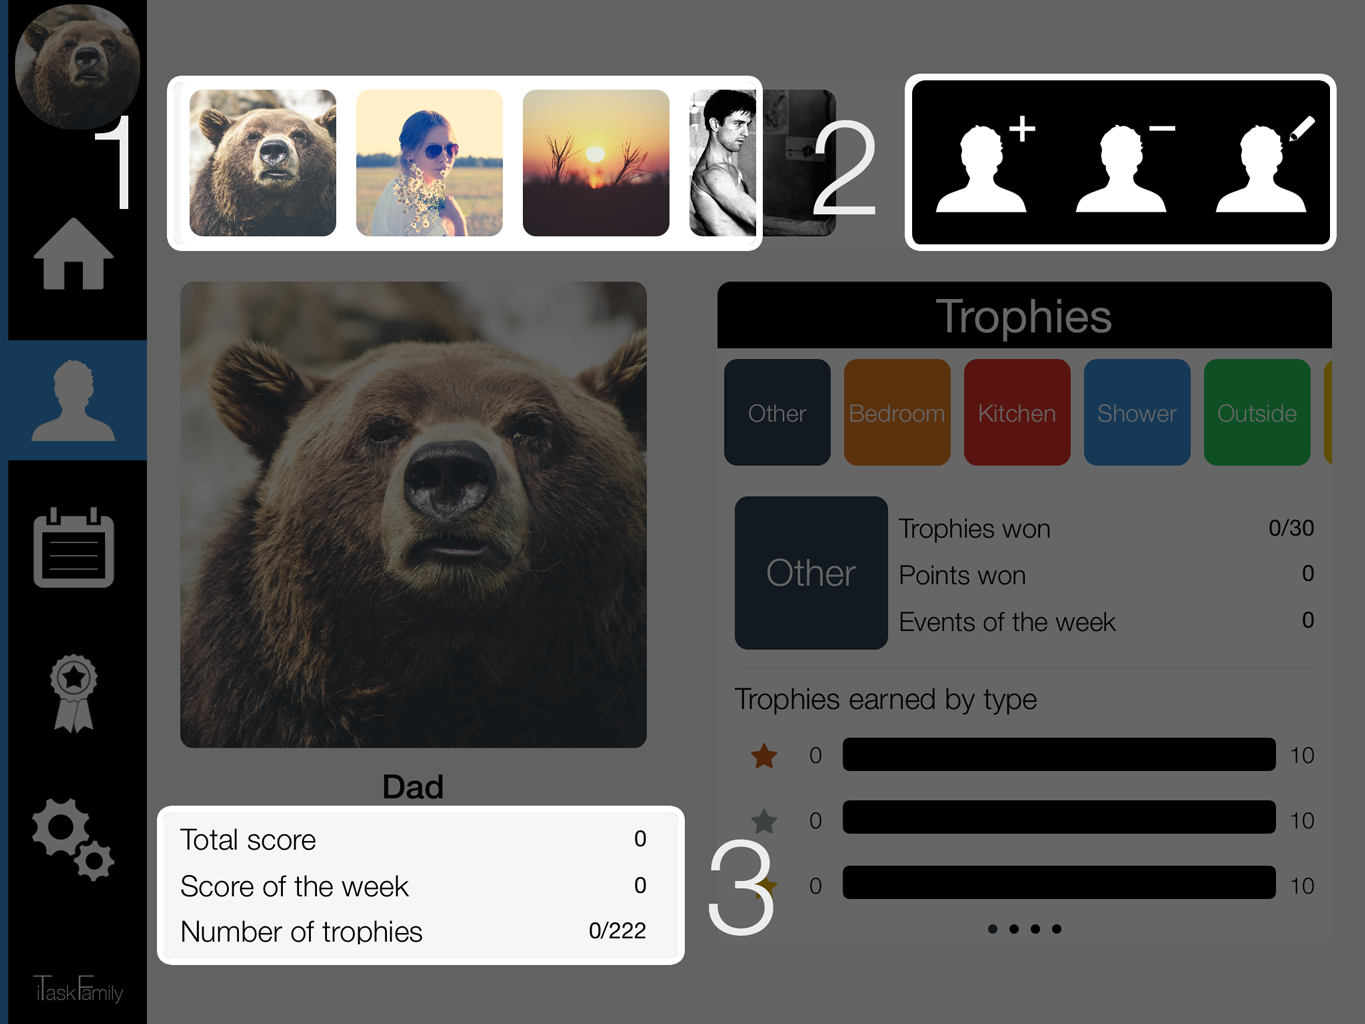 1
2
Trophies
Other
Bedroom
Kitchen
Shower
Outside
Other
Trophies won 0/30
Points won 0
Events of the week 0
Trophies earned by type
0 10
0 10
0 10
Dad
Total score 0
Score of the week 0
Number of trophies 0/222
3
iTaskFamily